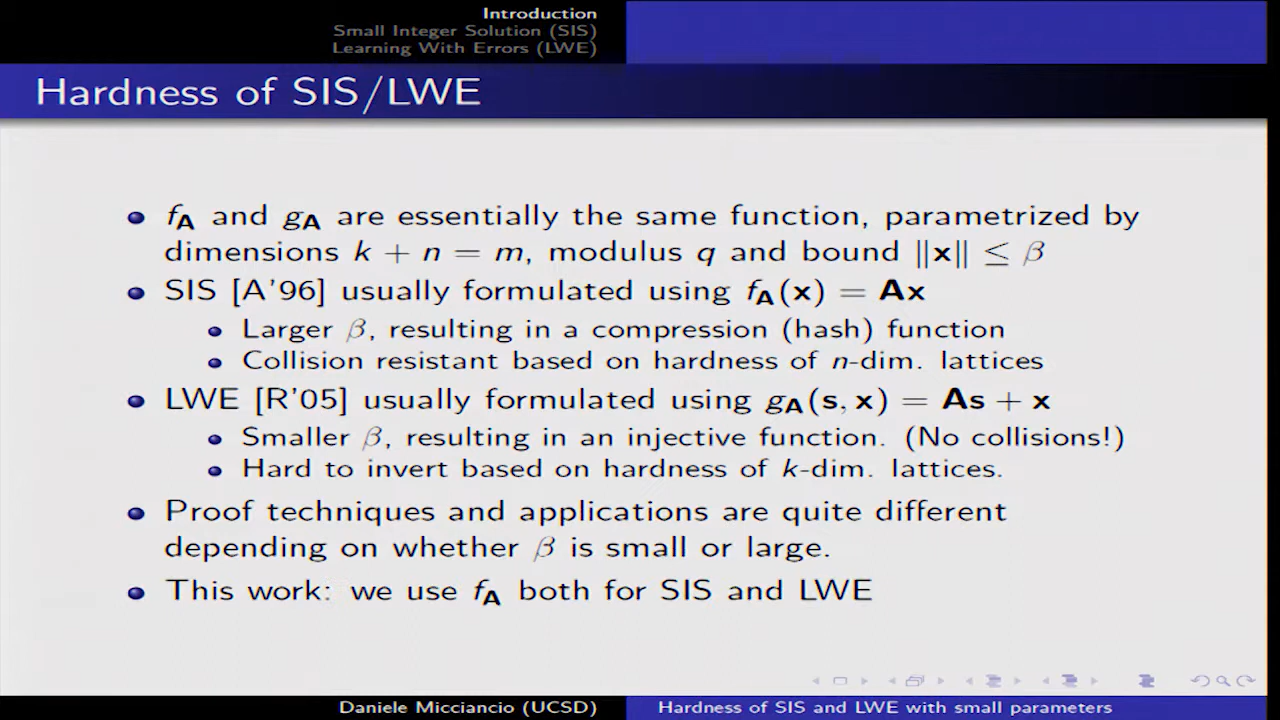 Introduction
Small Integer Solution (SIS)
Learning With Errors (LWE)
Hardness of SIS/LWE
f_A and g_A are essentially the same function, parametrized by
dimensions k + n = m, modulus q and bound ‖x‖ ≤ β
SIS [A'96] usually formulated using f_A(x) = Ax
Larger β, resulting in a compression (hash) function
Collision resistant based on hardness of n-dim. lattices
LWE [R'05] usually formulated using g_A(s, x) = As + x
Smaller β, resulting in an injective function. (No collisions!)
Hard to invert based on hardness of k-dim. lattices.
Proof techniques and applications are quite different
depending on whether β is small or large.
This work: we use f_A both for SIS and LWE
Daniele Micciancio (UCSD)
Hardness of SIS and LWE with small parameters